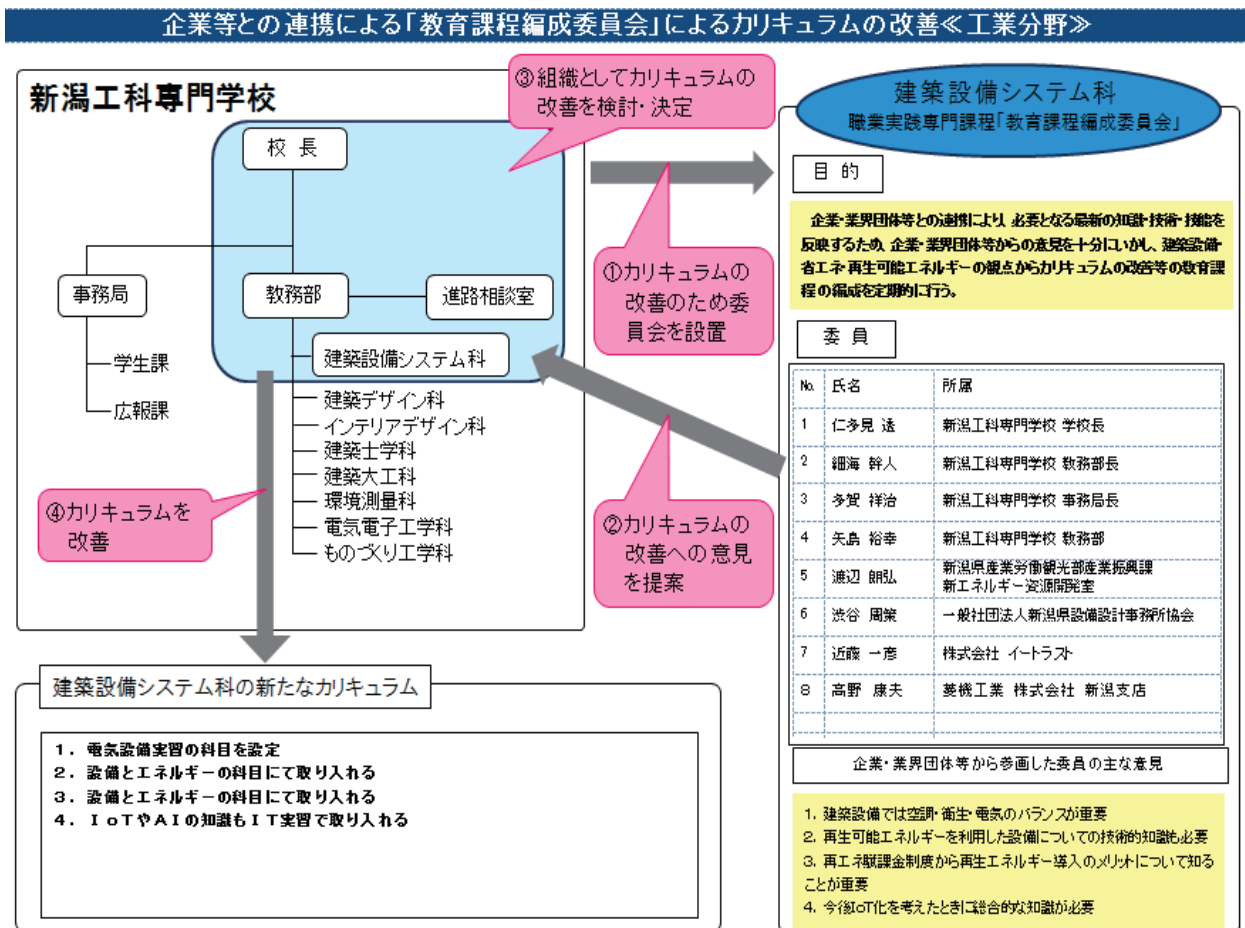 企業等との連携による「教育課程編成委員会」によるカリキュラムの改善≪工業分野≫
新潟工科専門学校
校 長
事務局
教務部
進路相談室
学生課
広報課
建築設備システム科
建築デザイン科
インテリアデザイン科
建築士学科
建築大工科
環境測量科
電気電子工学科
ものづくり工学科
③組織としてカリキュラムの
改善を検討・決定
①カリキュラムの
改善のため委
員会を設置
②カリキュラムの
改善への意見
を提案
④カリキュラムを
改善
建築設備システム科の新たなカリキュラム
1. 電気設備実習の科目を設定
2. 設備とエネルギーの科目にて取り入れる
3. 設備とエネルギーの科目にて取り入れる
4. IoTやAIの知識もIT実習で取り入れる
建築設備システム科
職業実践専門課程「教育課程編成委員会」
目 的
企業・業界団体等との連携により、必要となる最新の知識・技術・技能を
反映するため、企業・業界団体等からの意見を十分にいかし、建築設備・
省エネ・再生可能エネルギーの観点からカリキュラムの改善等の教育課
程の編成を定期的に行う。
委 員
No. 氏名 所属
1 仁多見 透 新潟工科専門学校 学校長
2 細海 幹人 新潟工科専門学校 教務部長
3 多賀 祥治 新潟工科専門学校 事務局長
4 矢島 裕幸 新潟工科専門学校 教務部
5 渡辺 朗弘 新潟県産業労働観光部産業振興課
新エネルギー資源開発室
6 渋谷 周策 一般社団法人新潟県設備設計事務所協会
7 近藤 一彦 株式会社 イートラスト
8 高野 康夫 菱機工業 株式会社 新潟支店
企業・業界団体等から参画した委員の主な意見
1. 建築設備では空調・衛生・電気のバランスが重要
2. 再生可能エネルギーを利用した設備についての技術的知識も必要
3. 再エネ賦課金制度から再生エネルギー導入のメリットについて知る
ことが重要
4. 今後IoT化を考えたときに総合的な知識が必要